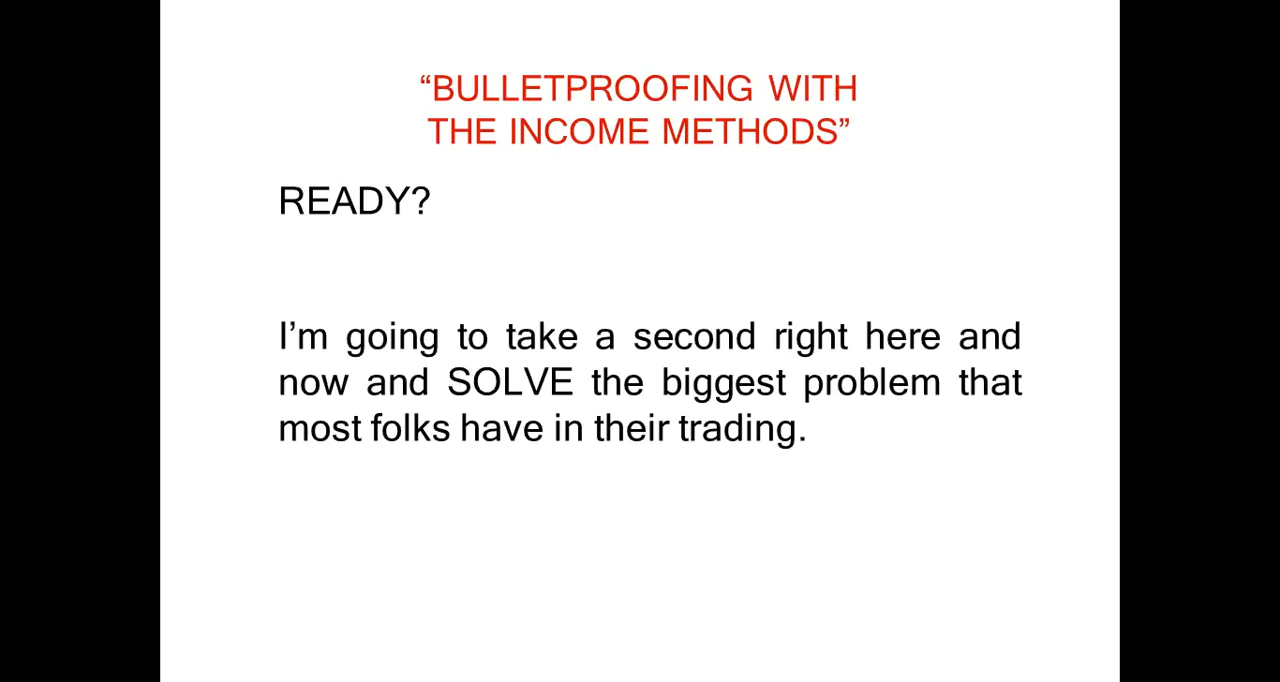 “BULLETPROOFING WITH
THE INCOME METHODS”
READY?
I’m going to take a second right here and
now and SOLVE the biggest problem that
most folks have in their trading.